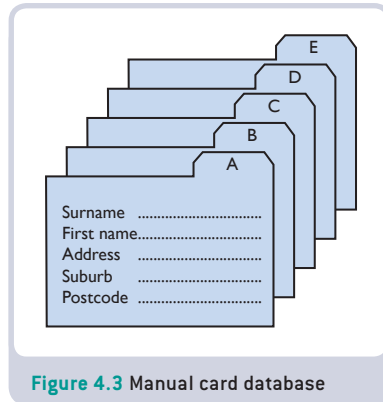 E
D
C
B
A
Surname ...............................
First name...............................
Address ...............................
Suburb ...............................
Postcode ...............................
Figure 4.3 Manual card database